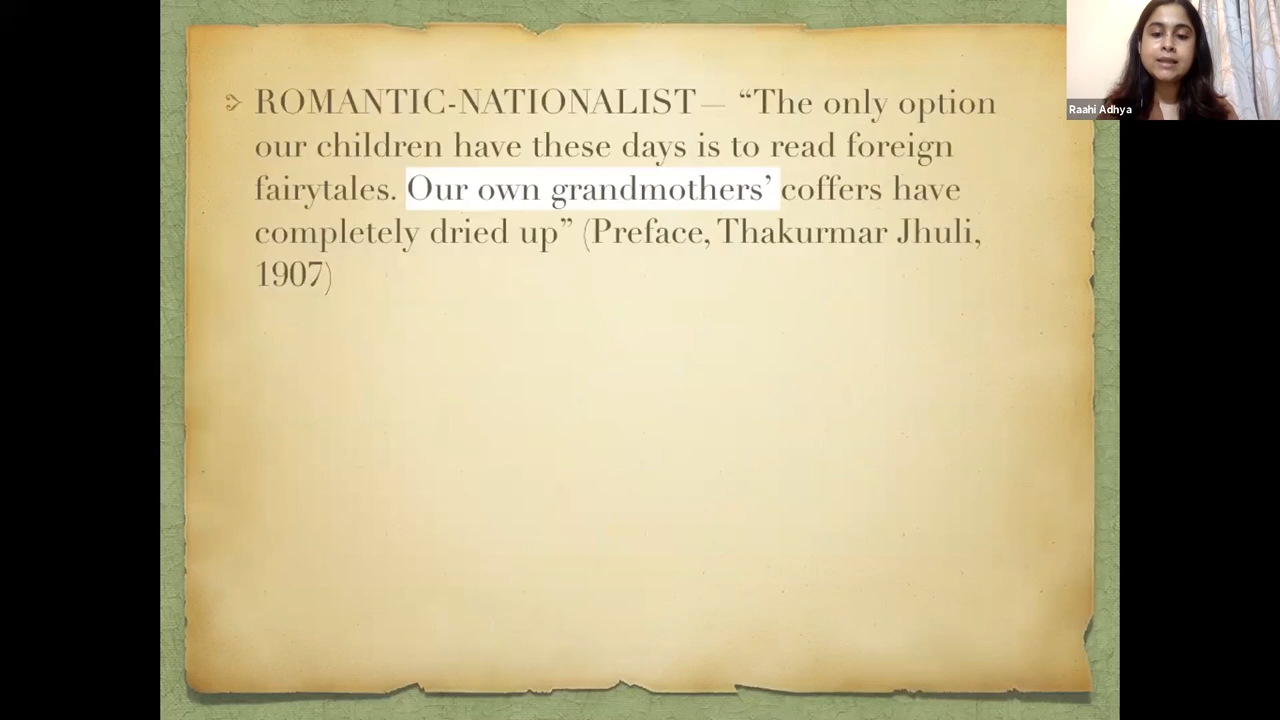 ROMANTIC-NATIONALIST— “The only option
our children have these days is to read foreign
fairytales. Our own grandmothers’ coffers have
completely dried up” (Preface, Thakurmar Jhuli,
1907)
Raahi Adhya